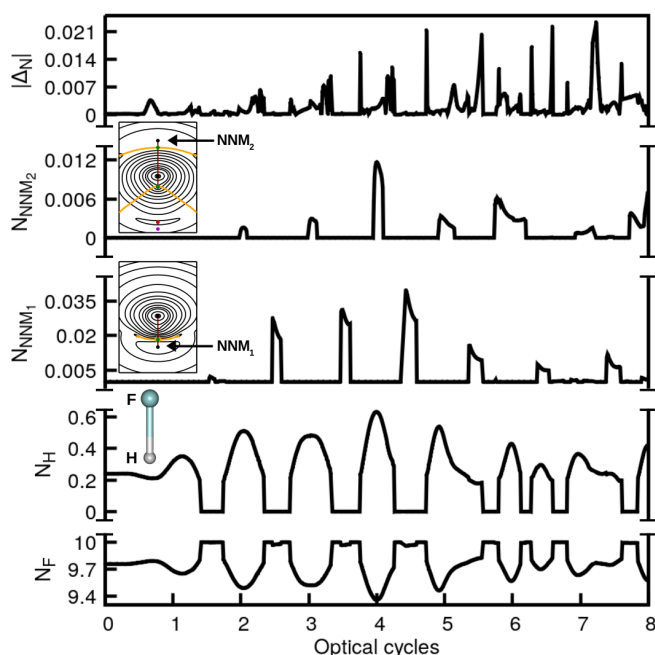 |Δ_N|
0.021
0.014
0.007
0
NNM₂
N_NNM₂
0.012
0.006
0
N_NNM₁
0.035
0.02
0.005
NNM₁
F
H
N_H
0.6
0.4
0.2
0
N_F
10
9.7
9.4
0 1 2 3 4 5 6 7 8
Optical cycles